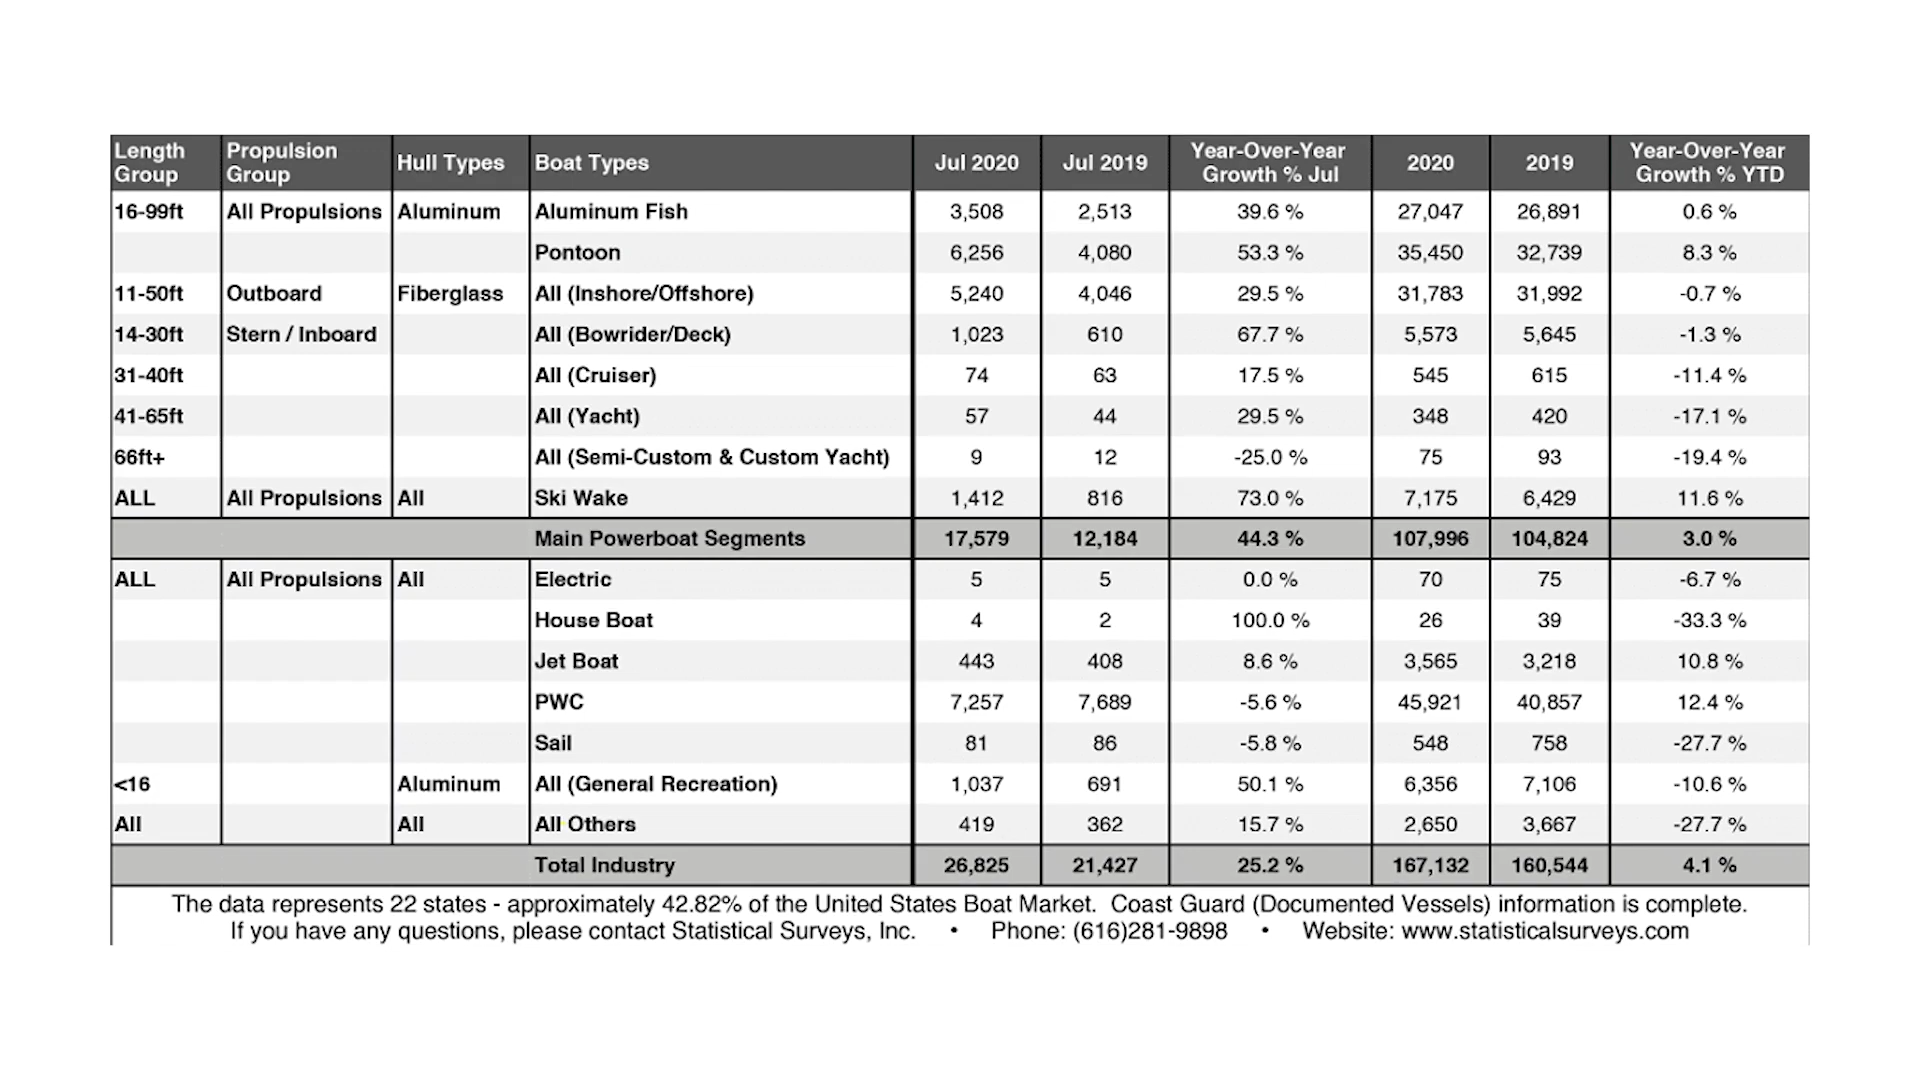 Length Group Propulsion Group Hull Types Boat Types Jul 2020 Jul 2019 Year-Over-Year Growth % Jul 2020 2019 Year-Over-Year Growth % YTD
16-99ft All Propulsions Aluminum Aluminum Fish 3,508 2,513 39.6 % 27,047 26,891 0.6 %
Pontoon 6,256 4,080 53.3 % 35,450 32,739 8.3 %
11-50ft Outboard Fiberglass All (Inshore/Offshore) 5,240 4,046 29.5 % 31,783 31,992 -0.7 %
14-30ft Stern / Inboard All (Bowrider/Deck) 1,023 610 67.7 % 5,573 5,645 -1.3 %
31-40ft All (Cruiser) 74 63 17.5 % 545 615 -11.4 %
41-65ft All (Yacht) 57 44 29.5 % 348 420 -17.1 %
66ft+ All (Semi-Custom & Custom Yacht) 9 12 -25.0 % 75 93 -19.4 %
ALL All Propulsions All Ski Wake 1,412 816 73.0 % 7,175 6,429 11.6 %
Main Powerboat Segments 17,579 12,184 44.3 % 107,996 104,824 3.0 %
ALL All Propulsions All Electric 5 5 0.0 % 70 75 -6.7 %
House Boat 4 2 100.0 % 26 39 -33.3 %
Jet Boat 443 408 8.6 % 3,565 3,218 10.8 %
PWC 7,257 7,689 -5.6 % 45,921 40,857 12.4 %
Sail 81 86 -5.8 % 548 758 -27.7 %
<16 Aluminum All (General Recreation) 1,037 691 50.1 % 6,356 7,106 -10.6 %
All All All Others 419 362 15.7 % 2,650 3,667 -27.7 %
Total Industry 26,825 21,427 25.2 % 167,132 160,544 4.1 %
The data represents 22 states - approximately 42.82% of the United States Boat Market. Coast Guard (Documented Vessels) information is complete.
If you have any questions, please contact Statistical Surveys, Inc. • Phone: (616)281-9898 • Website: www.statisticalsurveys.com